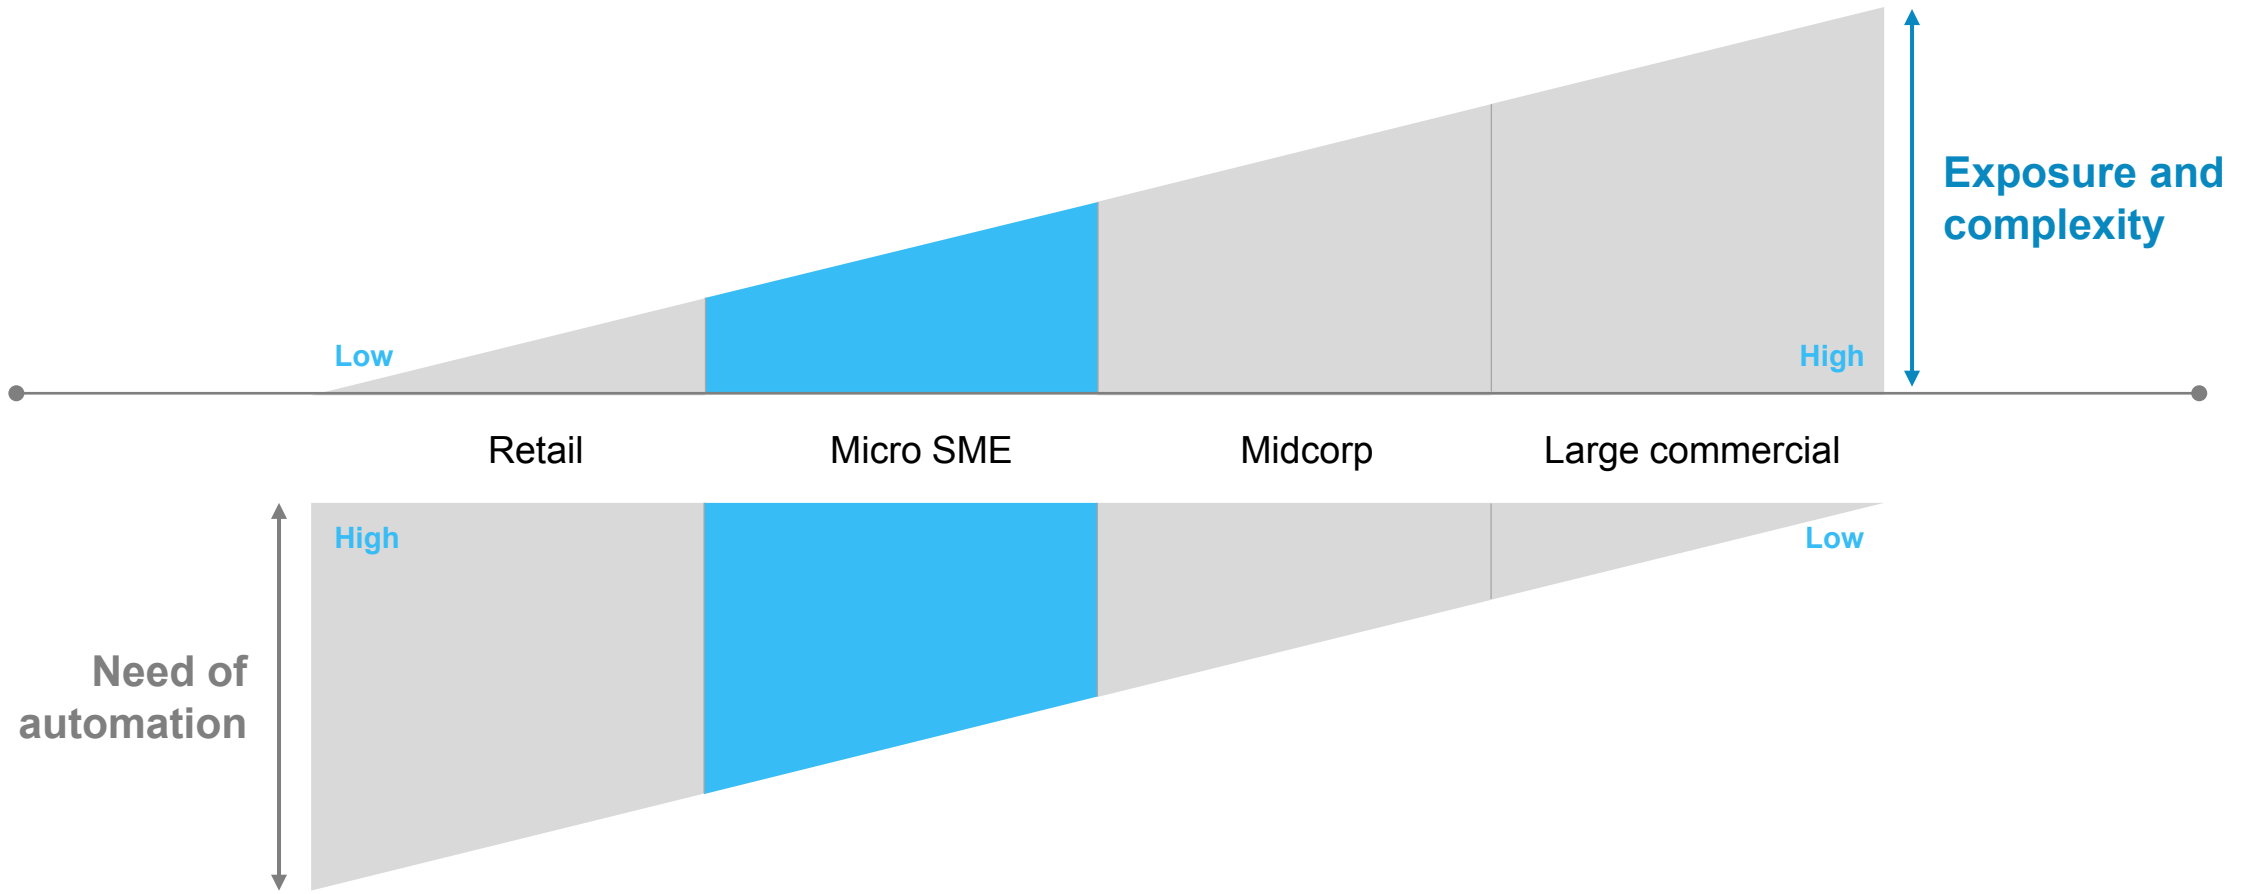 Exposure and
complexity
Low
High
Retail
Micro SME
Midcorp
Large commercial
High
Low
Need of
automation